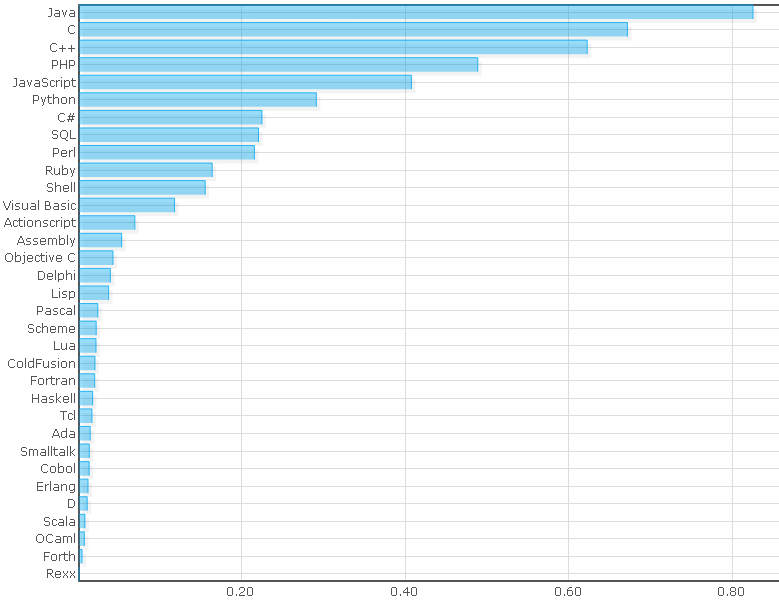 Java
C
C++
PHP
JavaScript
Python
C#
SQL
Perl
Ruby
Shell
Visual Basic
Actionscript
Assembly
Objective C
Delphi
Lisp
Pascal
Scheme
Lua
ColdFusion
Fortran
Haskell
Tcl
Ada
Smalltalk
Cobol
Erlang
D
Scala
OCaml
Forth
Rexx
0.20 0.40 0.60 0.80